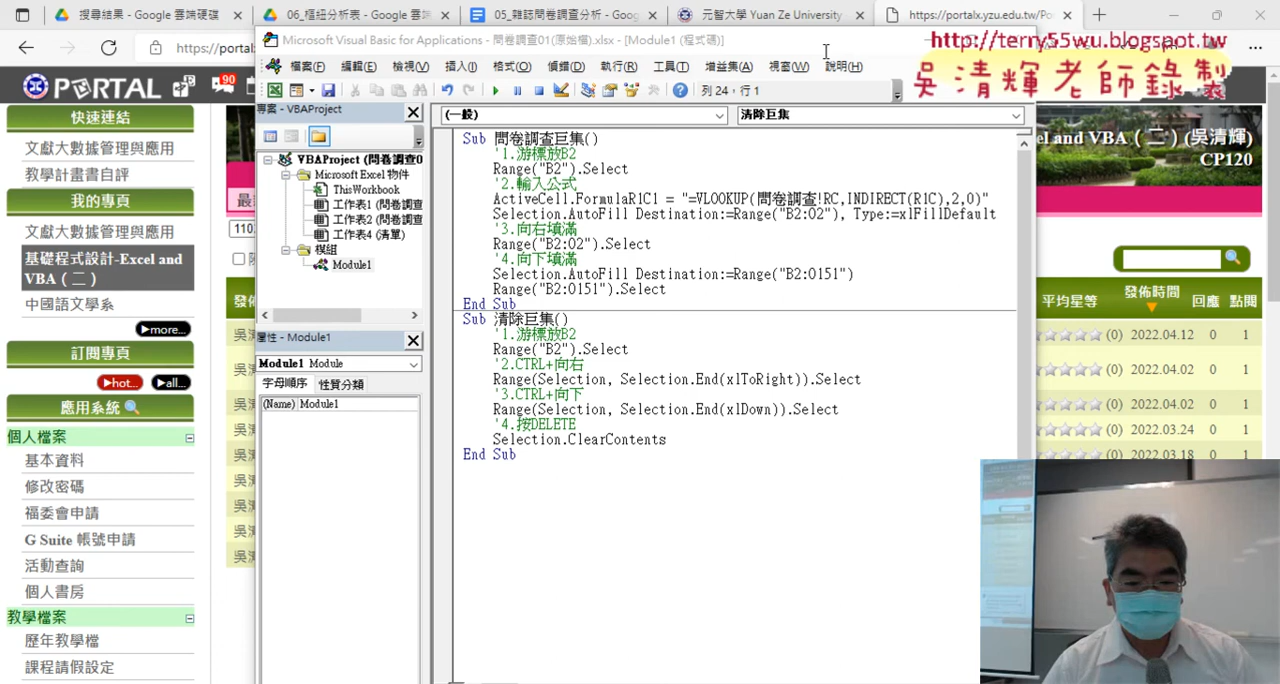 搜尋結果 - Google 雲端硬碟
06_樞紐分析表 - Google 雲端
05_雜誌問卷調查分析 - Goog
元智大學 Yuan Ze University
https://portalx.yzu.edu.tw/Po
https://portal
http://terry55wu.blogspot.tw
吳清輝老師錄製
Microsoft Visual Basic for Applications - 問卷調查01(原始檔).xlsx - [Module1 (程式碼)]
檔案(F) 編輯(E) 檢視(V) 插入(I) 格式(O) 偵錯(D) 執行(R) 工具(T) 增益集(A) 視窗(W) 說明(H)
列 24，行 1
PORTAL
90
快速連結
文獻大數據管理與應用
教學計畫書自評
我的專頁
文獻大數據管理與應用
基礎程式設計-Excel and
VBA（二）
中國語文學系
▶more...
訂閱專頁
▶hot...
▶all...
應用系統
個人檔案
基本資料
修改密碼
福委會申請
G Suite 帳號申請
活動查詢
個人書房
教學檔案
歷年教學檔
課程請假設定
專案 - VBAProject
VBAProject (問卷調查0
Microsoft Excel 物件
ThisWorkbook
工作表1 (問卷調查
工作表2 (問卷調查
工作表4 (清單)
模組
Module1
屬性 - Module1
Module1 Module
字母順序 性質分類
(Name) Module1
(一般)
清除巨集
Sub 問卷調查巨集()
'1.游標放B2
Range("B2").Select
'2.輸入公式
ActiveCell.FormulaR1C1 = "=VLOOKUP(問卷調查!RC,INDIRECT(R1C),2,0)"
Selection.AutoFill Destination:=Range("B2:O2"), Type:=xlFillDefault
'3.向右填滿
Range("B2:O2").Select
'4.向下填滿
Selection.AutoFill Destination:=Range("B2:O151")
Range("B2:O151").Select
End Sub
Sub 清除巨集()
'1.游標放B2
Range("B2").Select
'2.CTRL+向右
Range(Selection, Selection.End(xlToRight)).Select
'3.CTRL+向下
Range(Selection, Selection.End(xlDown)).Select
'4.按DELETE
Selection.ClearContents
End Sub
el and VBA（二）(吳清輝)
CP120
平均星等 發佈時間 回應 點閱
(0) 2022.04.12 0 1
(0) 2022.04.02 0 1
(0) 2022.04.02 0 1
(0) 2022.03.24 0 1
(0) 2022.03.18 0 1